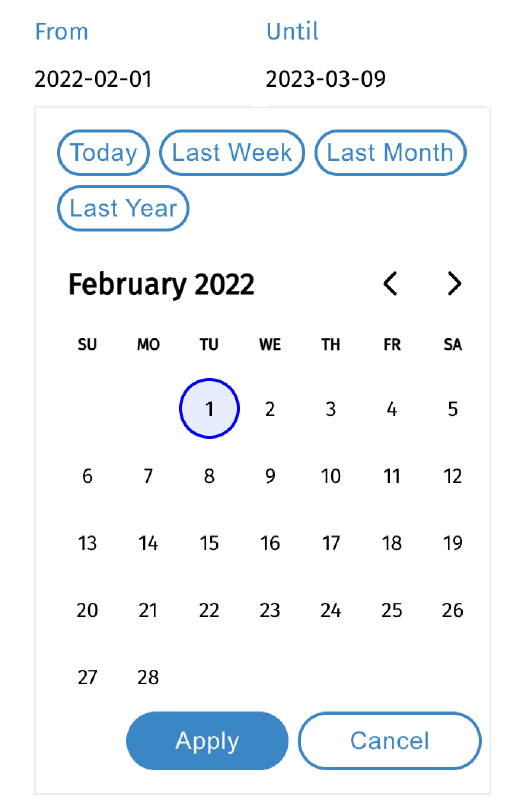 From Until
2022-02-01 2023-03-09
Today Last Week Last Month
Last Year
February 2022
SU MO TU WE TH FR SA
1 2 3 4 5
6 7 8 9 10 11 12
13 14 15 16 17 18 19
20 21 22 23 24 25 26
27 28
Apply Cancel